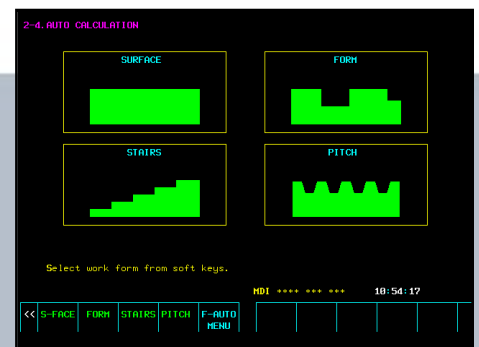 2-4.AUTO CALCULATION
SURFACE
FORM
STAIRS
PITCH
Select work form from soft keys.
MDI **** *** ***
10:54:17
<< S-FACE FORM STAIRS PITCH F-AUTO
MENU